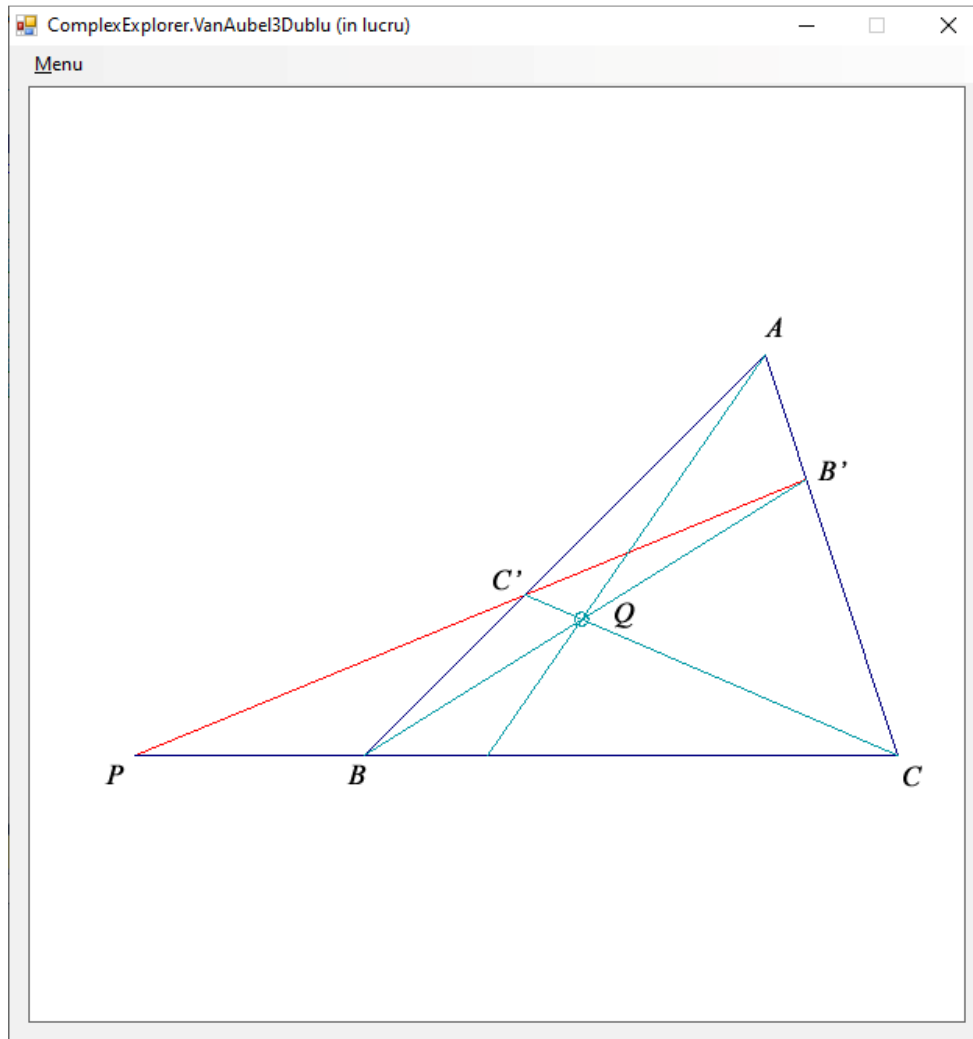 ComplexExplorer.VanAubel3Dublu (in lucru)
Menu
A
B’
C’
Q
P
B
C